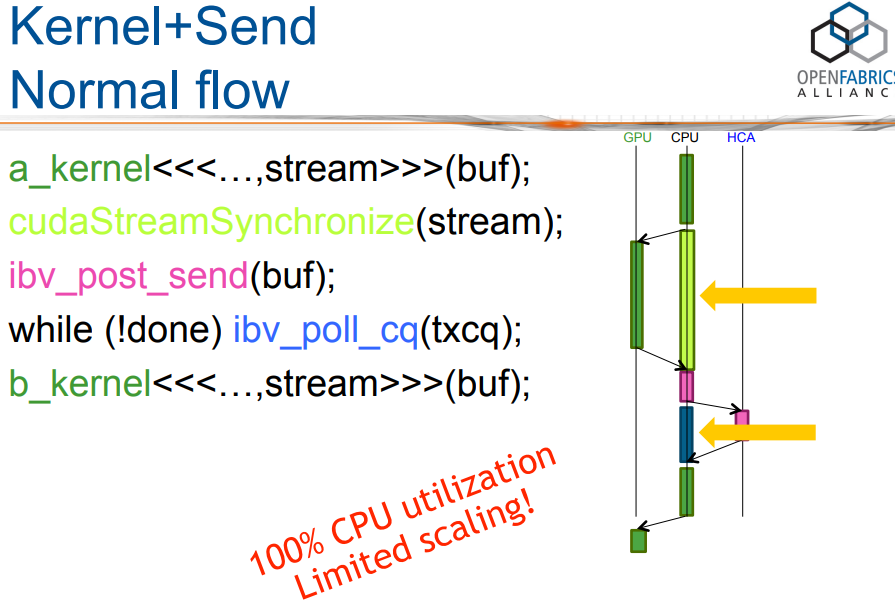 Kernel+Send
Normal flow
OPENFABRICS
ALLIANC
GPU CPU HCA
a_kernel<<<…,stream>>>(buf);
cudaStreamSynchronize(stream);
ibv_post_send(buf);
while (!done) ibv_poll_cq(txcq);
b_kernel<<<…,stream>>>(buf);
100% CPU utilization
Limited scaling!